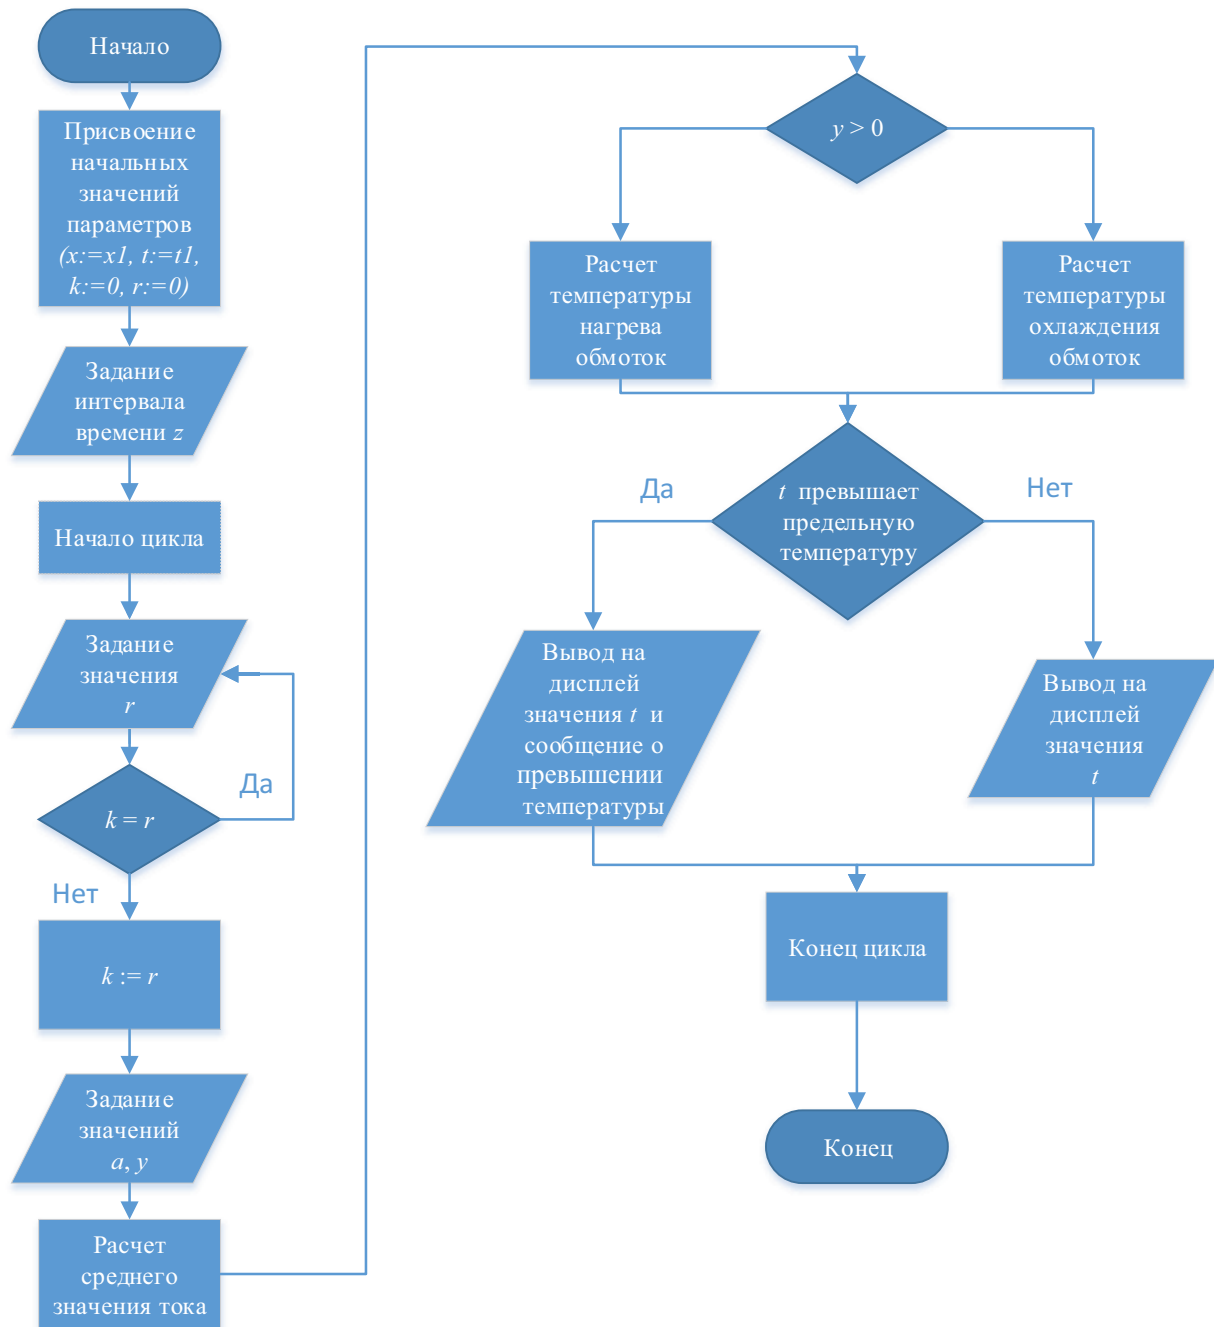 Начало
Присвоение
начальных
значений
параметров
(x:=x1, t:=t1,
k:=0, r:=0)
Задание
интервала
времени z
Начало цикла
Задание
значения
r
Да
k = r
Нет
k := r
Задание
значений
a, y
Расчет
среднего
значения тока
y > 0
Расчет
температуры
нагрева
обмоток
Расчет
температуры
охлаждения
обмоток
Да
t превышает
предельную
температуру
Нет
Вывод на
дисплей
значения t и
сообщение о
превышении
температуры
Вывод на
дисплей
значения
t
Конец цикла
Конец